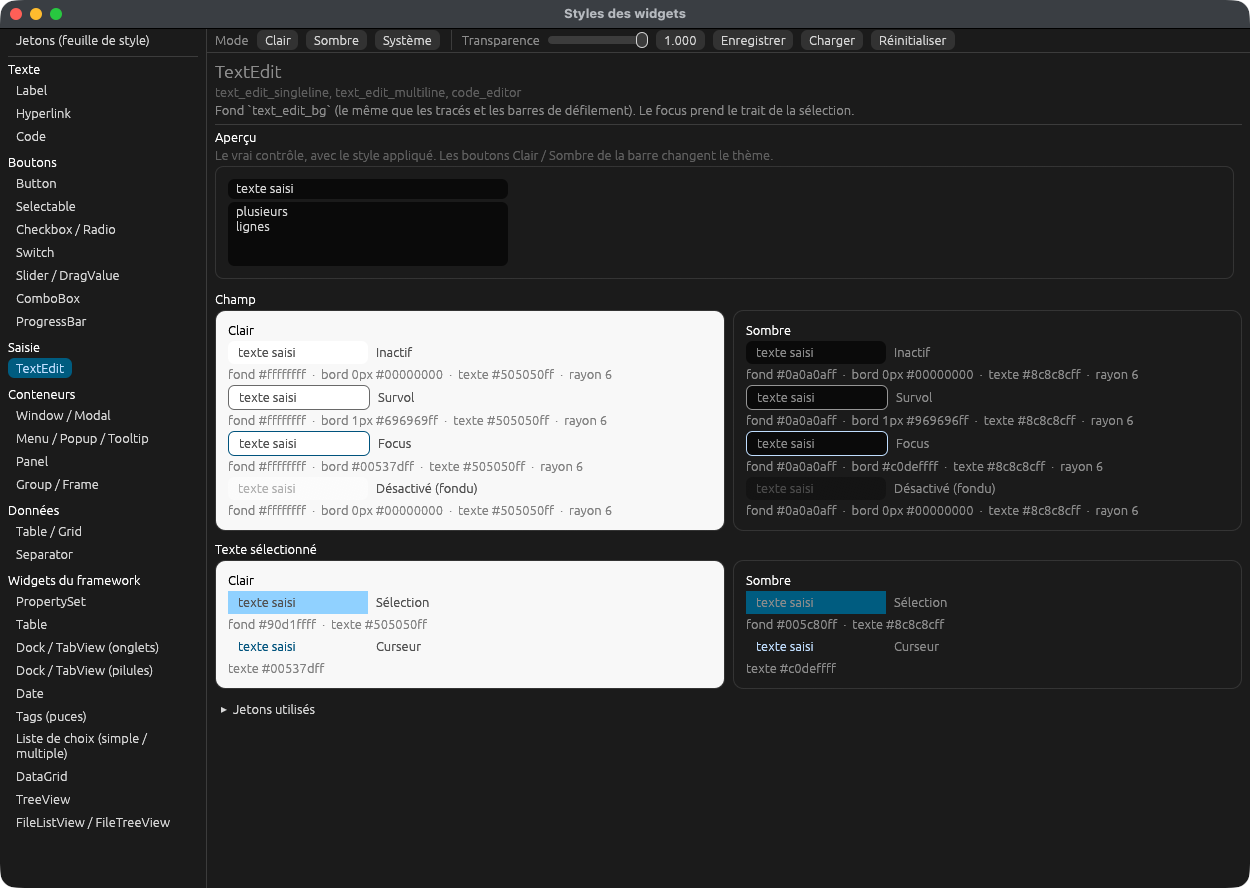 Styles des widgets
Jetons (feuille de style)
Texte
Label
Hyperlink
Code
Boutons
Button
Selectable
Checkbox / Radio
Switch
Slider / DragValue
ComboBox
ProgressBar
Saisie
TextEdit
Conteneurs
Window / Modal
Menu / Popup / Tooltip
Panel
Group / Frame
Données
Table / Grid
Separator
Widgets du framework
PropertySet
Table
Dock / TabView (onglets)
Dock / TabView (pilules)
Date
Tags (puces)
Liste de choix (simple /
multiple)
DataGrid
TreeView
FileListView / FileTreeView
Mode Clair Sombre Système Transparence 1.000 Enregistrer Charger Réinitialiser
TextEdit
text_edit_singleline, text_edit_multiline, code_editor
Fond `text_edit_bg` (le même que les tracés et les barres de défilement). Le focus prend le trait de la sélection.
Aperçu
Le vrai contrôle, avec le style appliqué. Les boutons Clair / Sombre de la barre changent le thème.
texte saisi
plusieurs
lignes
Champ
Clair
texte saisi Inactif
fond #ffffffff · bord 0px #00000000 · texte #505050ff · rayon 6
texte saisi Survol
fond #ffffffff · bord 1px #696969ff · texte #505050ff · rayon 6
texte saisi Focus
fond #ffffffff · bord #00537dff · texte #505050ff · rayon 6
texte saisi Désactivé (fondu)
fond #ffffffff · bord 0px #00000000 · texte #505050ff · rayon 6
Sombre
texte saisi Inactif
fond #0a0a0aff · bord 0px #00000000 · texte #8c8c8cff · rayon 6
texte saisi Survol
fond #0a0a0aff · bord 1px #969696ff · texte #8c8c8cff · rayon 6
texte saisi Focus
fond #0a0a0aff · bord #c0deffff · texte #8c8c8cff · rayon 6
texte saisi Désactivé (fondu)
fond #0a0a0aff · bord 0px #00000000 · texte #8c8c8cff · rayon 6
Texte sélectionné
Clair
texte saisi Sélection
fond #90d1ffff · texte #505050ff
texte saisi Curseur
texte #00537dff
Sombre
texte saisi Sélection
fond #005c80ff · texte #8c8c8cff
texte saisi Curseur
texte #c0deffff
▸ Jetons utilisés